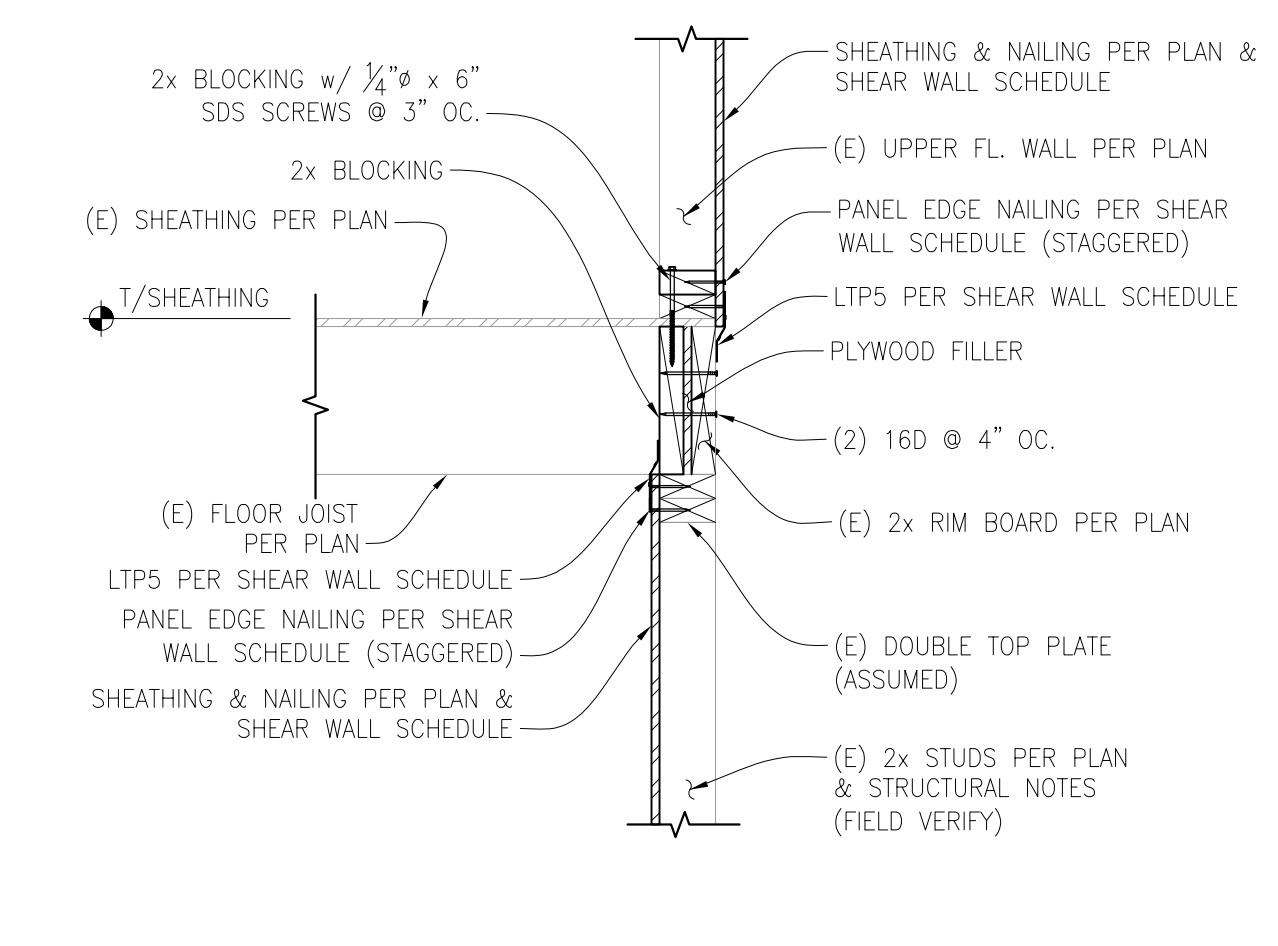 2x BLOCKING w/ 1/4"ø x 6"
SDS SCREWS @ 3" OC.
2x BLOCKING
(E) SHEATHING PER PLAN
T/SHEATHING
(E) FLOOR JOIST
PER PLAN
LTP5 PER SHEAR WALL SCHEDULE
PANEL EDGE NAILING PER SHEAR
WALL SCHEDULE (STAGGERED)
SHEATHING & NAILING PER PLAN &
SHEAR WALL SCHEDULE
SHEATHING & NAILING PER PLAN &
SHEAR WALL SCHEDULE
(E) UPPER FL. WALL PER PLAN
PANEL EDGE NAILING PER SHEAR
WALL SCHEDULE (STAGGERED)
LTP5 PER SHEAR WALL SCHEDULE
PLYWOOD FILLER
(2) 16D @ 4" OC.
(E) 2x RIM BOARD PER PLAN
(E) DOUBLE TOP PLATE
(ASSUMED)
(E) 2x STUDS PER PLAN
& STRUCTURAL NOTES
(FIELD VERIFY)